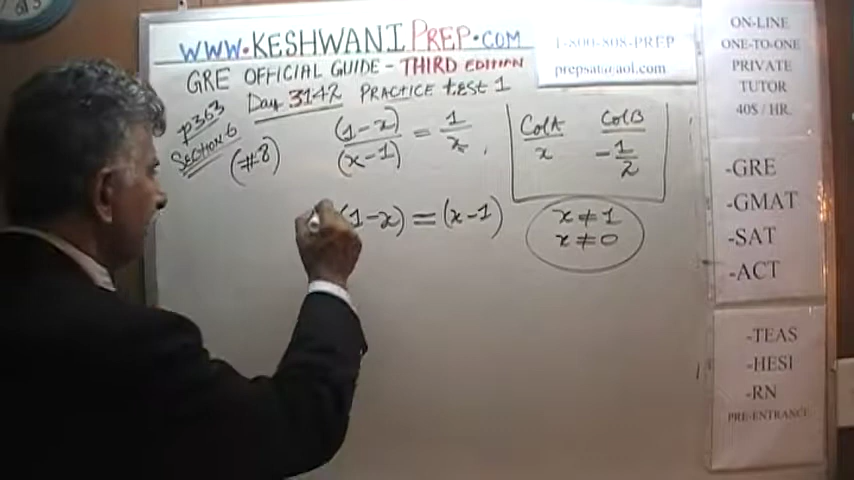 WWW.KESHWANIPREP.COM
GRE OFFICIAL GUIDE - THIRD EDITION
Day 3142 PRACTICE test 1
p363
SECTION-6
(#8)
(1-x)/(x-1) = 1/x,
ColA ColB
x -1/2
(1-x) = (x-1)
x ≠ 1
x ≠ 0
1-800-808-PREP
prepsat@aol.com
ON-LINE
ONE-TO-ONE
PRIVATE
TUTOR
40$ / HR.
-GRE
-GMAT
-SAT
-ACT
-TEAS
-HESI
-RN
PRE-ENTRANCE